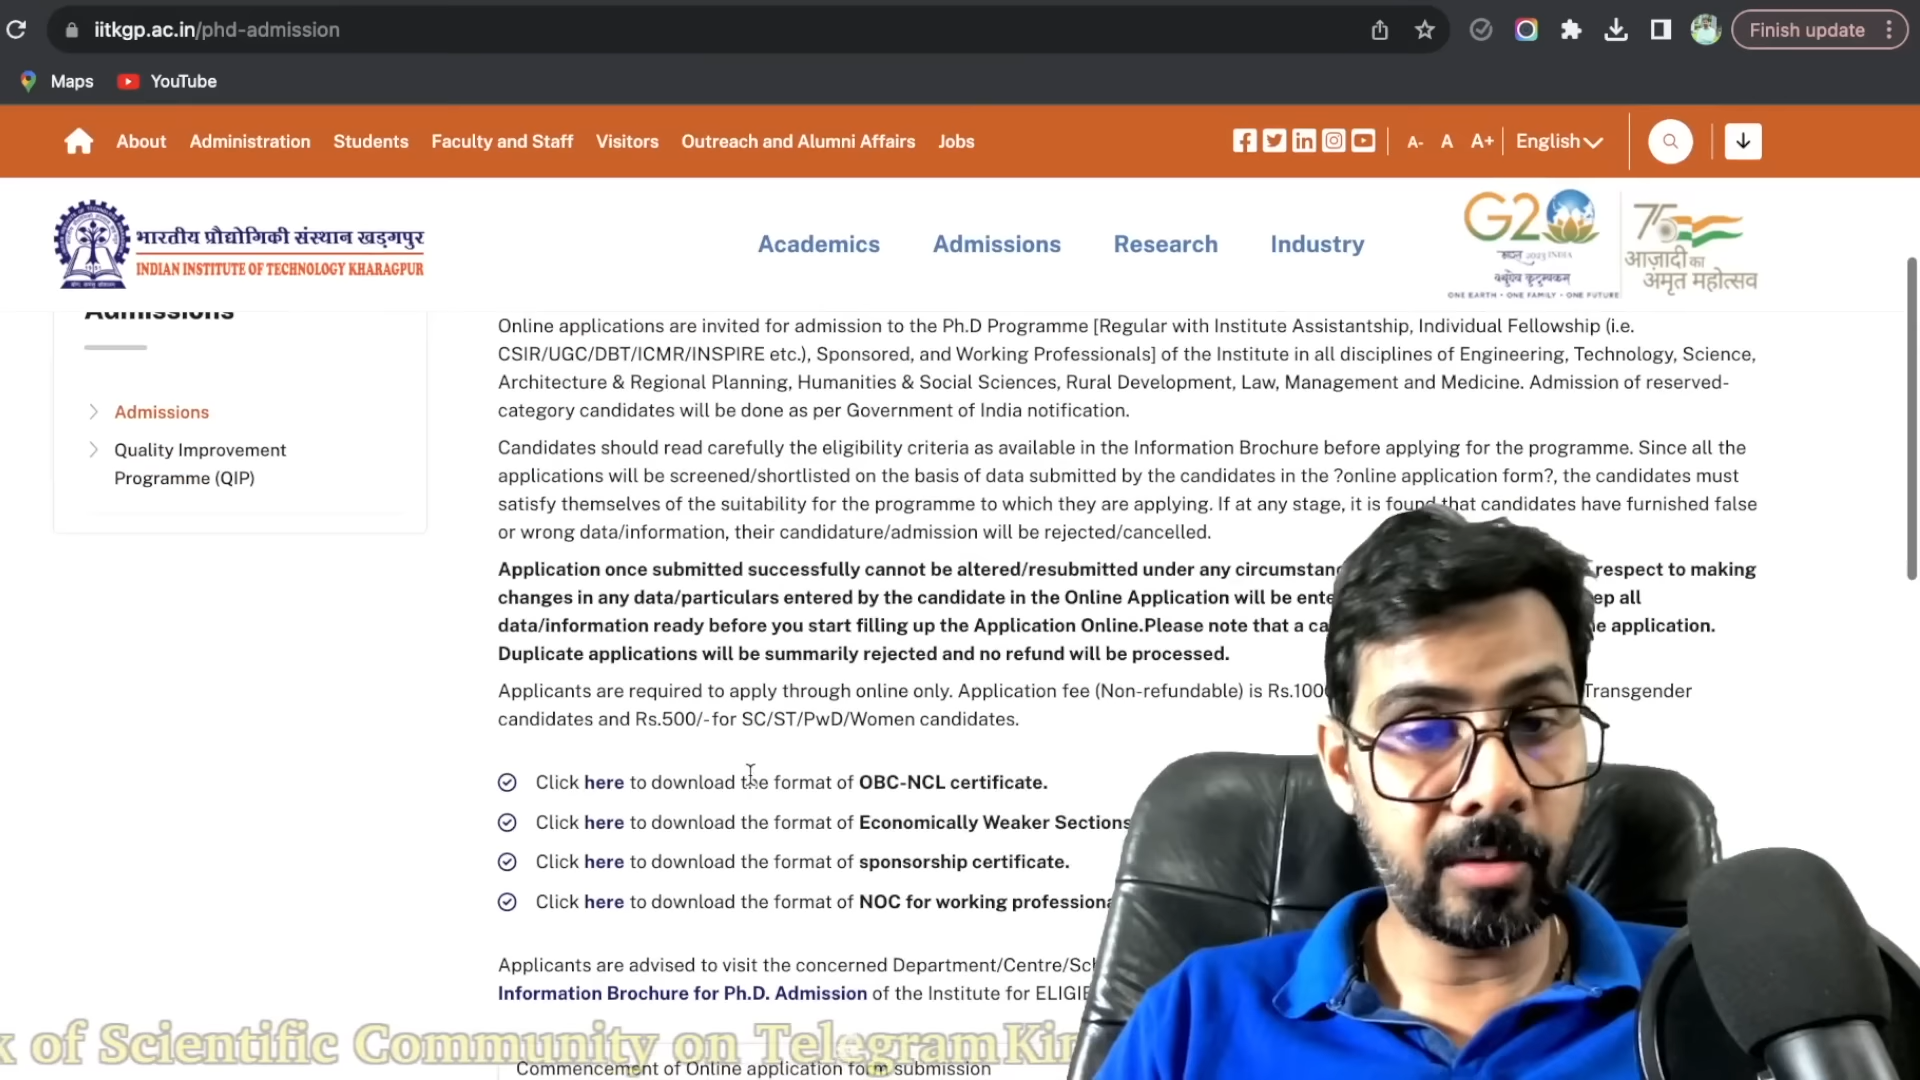 iitkgp.ac.in/phd-admission
Finish update
Maps
YouTube
About
Administration
Students
Faculty and Staff
Visitors
Outreach and Alumni Affairs
Jobs
A-
A
A+
English
भारतीय प्रौद्योगिकी संस्थान खड़गपुर
INDIAN INSTITUTE OF TECHNOLOGY KHARAGPUR
Academics
Admissions
Research
Industry
G20
भारत 2023 INDIA
वसुधैव कुटुम्बकम्
ONE EARTH • ONE FAMILY • ONE FUTURE
75
आज़ादी का
अमृत महोत्सव
Admissions
Admissions
Quality Improvement
Programme (QIP)
Online applications are invited for admission to the Ph.D Programme [Regular with Institute Assistantship, Individual Fellowship (i.e.
CSIR/UGC/DBT/ICMR/INSPIRE etc.), Sponsored, and Working Professionals] of the Institute in all disciplines of Engineering, Technology, Science,
Architecture & Regional Planning, Humanities & Social Sciences, Rural Development, Law, Management and Medicine. Admission of reserved-
category candidates will be done as per Government of India notification.
Candidates should read carefully the eligibility criteria as available in the Information Brochure before applying for the programme. Since all the
applications will be screened/shortlisted on the basis of data submitted by the candidates in the ?online application form?, the candidates must
satisfy themselves of the suitability for the programme to which they are applying. If at any stage, it is found that candidates have furnished false
or wrong data/information, their candidature/admission will be rejected/cancelled.
Application once submitted successfully cannot be altered/resubmitted under any respect to making
changes in any data/particulars entered by the candidate in the Online Application will be all
data/information ready before you start filling up the Application Online.Please note that a application.
Duplicate applications will be summarily rejected and no refund will be processed.
Applicants are required to apply through online only. Application fee (Non-refundable) is Transgender
candidates and Rs.500/- for SC/ST/PwD/Women candidates.
Click here to download the format of OBC-NCL certificate.
Click here to download the format of Economically Weaker Sections
Click here to download the format of sponsorship certificate.
Click here to download the format of NOC for working
Applicants are advised to visit the concerned
Information Brochure for Ph.D. Admission of the Institute for
of Scientific Community on Telegram
Commencement of Online application form submission